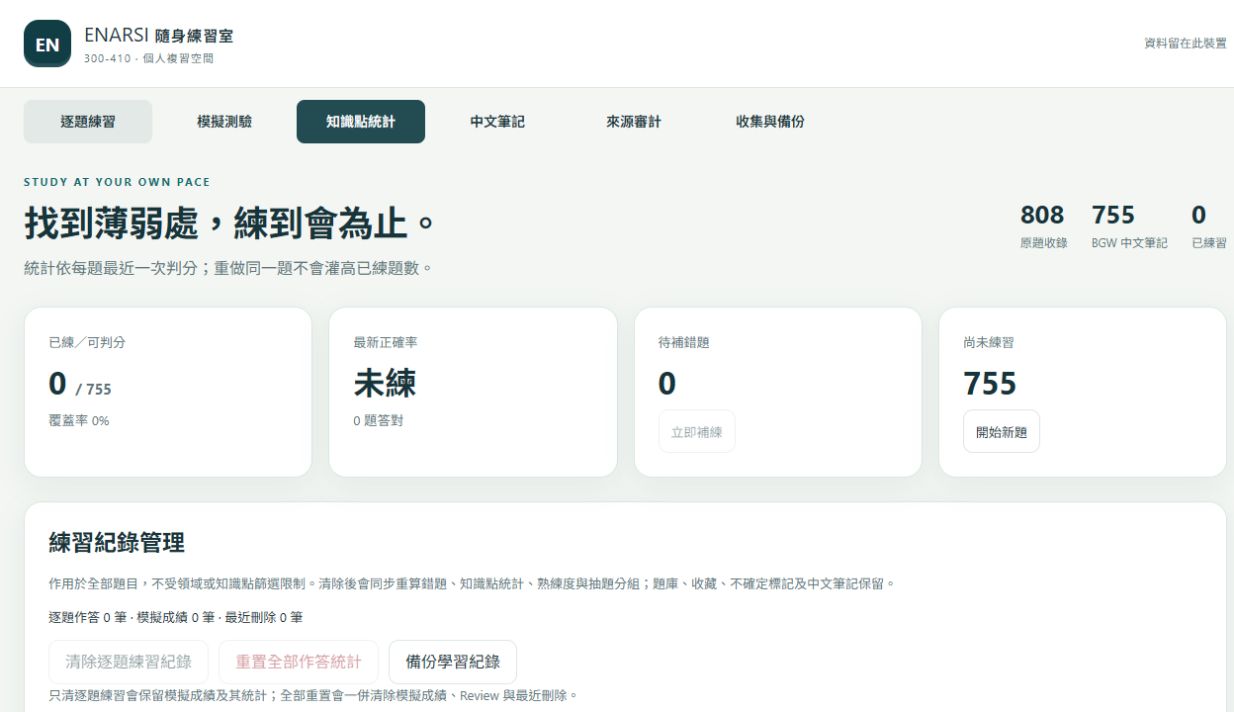 EN
ENARSI 隨身練習室
300-410 · 個人複習空間
資料留在此裝置
逐題練習 模擬測驗 知識點統計 中文筆記 來源審計 收集與備份
STUDY AT YOUR OWN PACE
找到薄弱處，練到會為止。
統計依每題最近一次判分；重做同一題不會灌高已練題數。
808 755 0
原題收錄 BGW 中文筆記 已練習
已練／可判分
0 / 755
覆蓋率 0%
最新正確率
未練
0 題答對
待補錯題
0
立即補練
尚未練習
755
開始新題
練習紀錄管理
作用於全部題目，不受領域或知識點篩選限制。清除後會同步重算錯題、知識點統計、熟練度與抽題分組；題庫、收藏、不確定標記及中文筆記保留。
逐題作答 0 筆 · 模擬成績 0 筆 · 最近刪除 0 筆
清除逐題練習紀錄 重置全部作答統計 備份學習紀錄
只清逐題練習會保留模擬成績及其統計；全部重置會一併清除模擬成績、Review 與最近刪除。